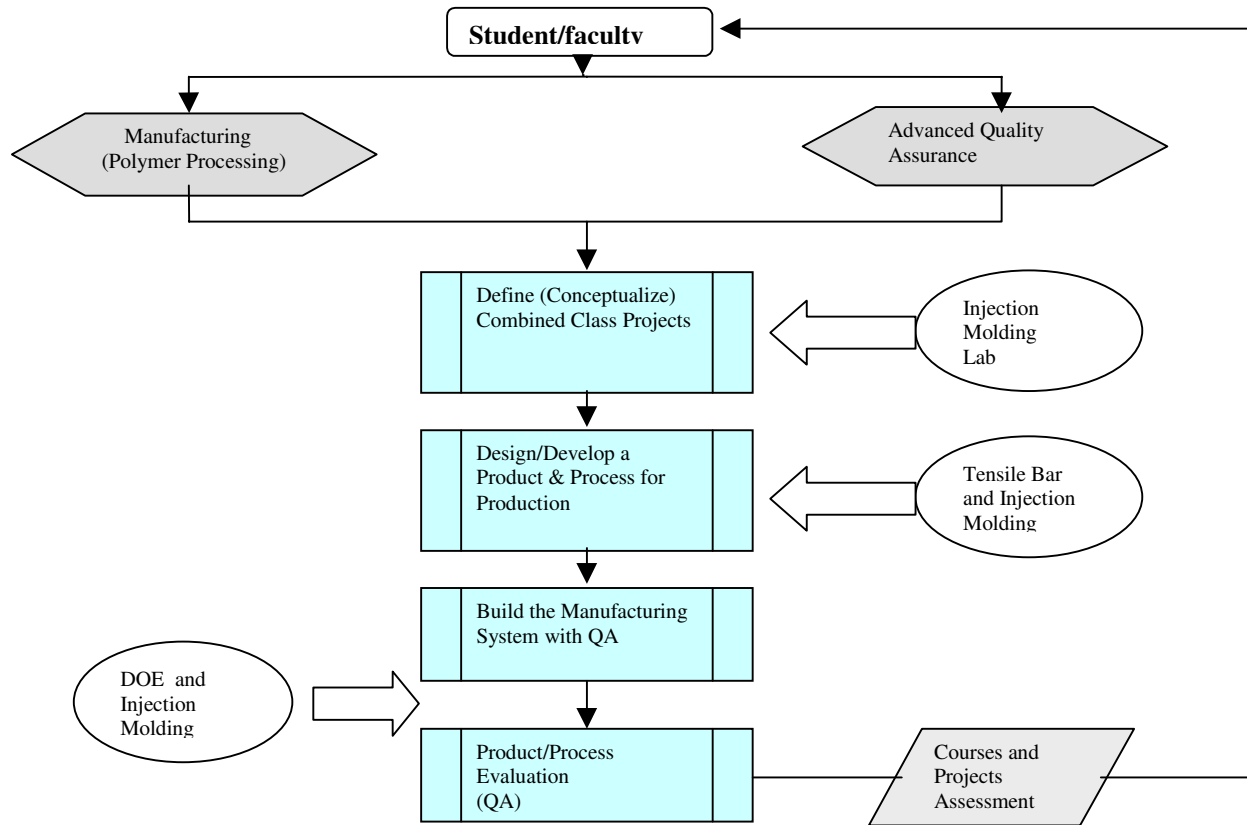 Student/faculty
Manufacturing
(Polymer Processing)
Advanced Quality
Assurance
Define (Conceptualize)
Combined Class Projects
Injection
Molding
Lab
Design/Develop a
Product & Process for
Production
Tensile Bar
and Injection
Molding
Build the Manufacturing
System with QA
DOE and
Injection
Molding
Product/Process
Evaluation
(QA)
Courses and
Projects
Assessment